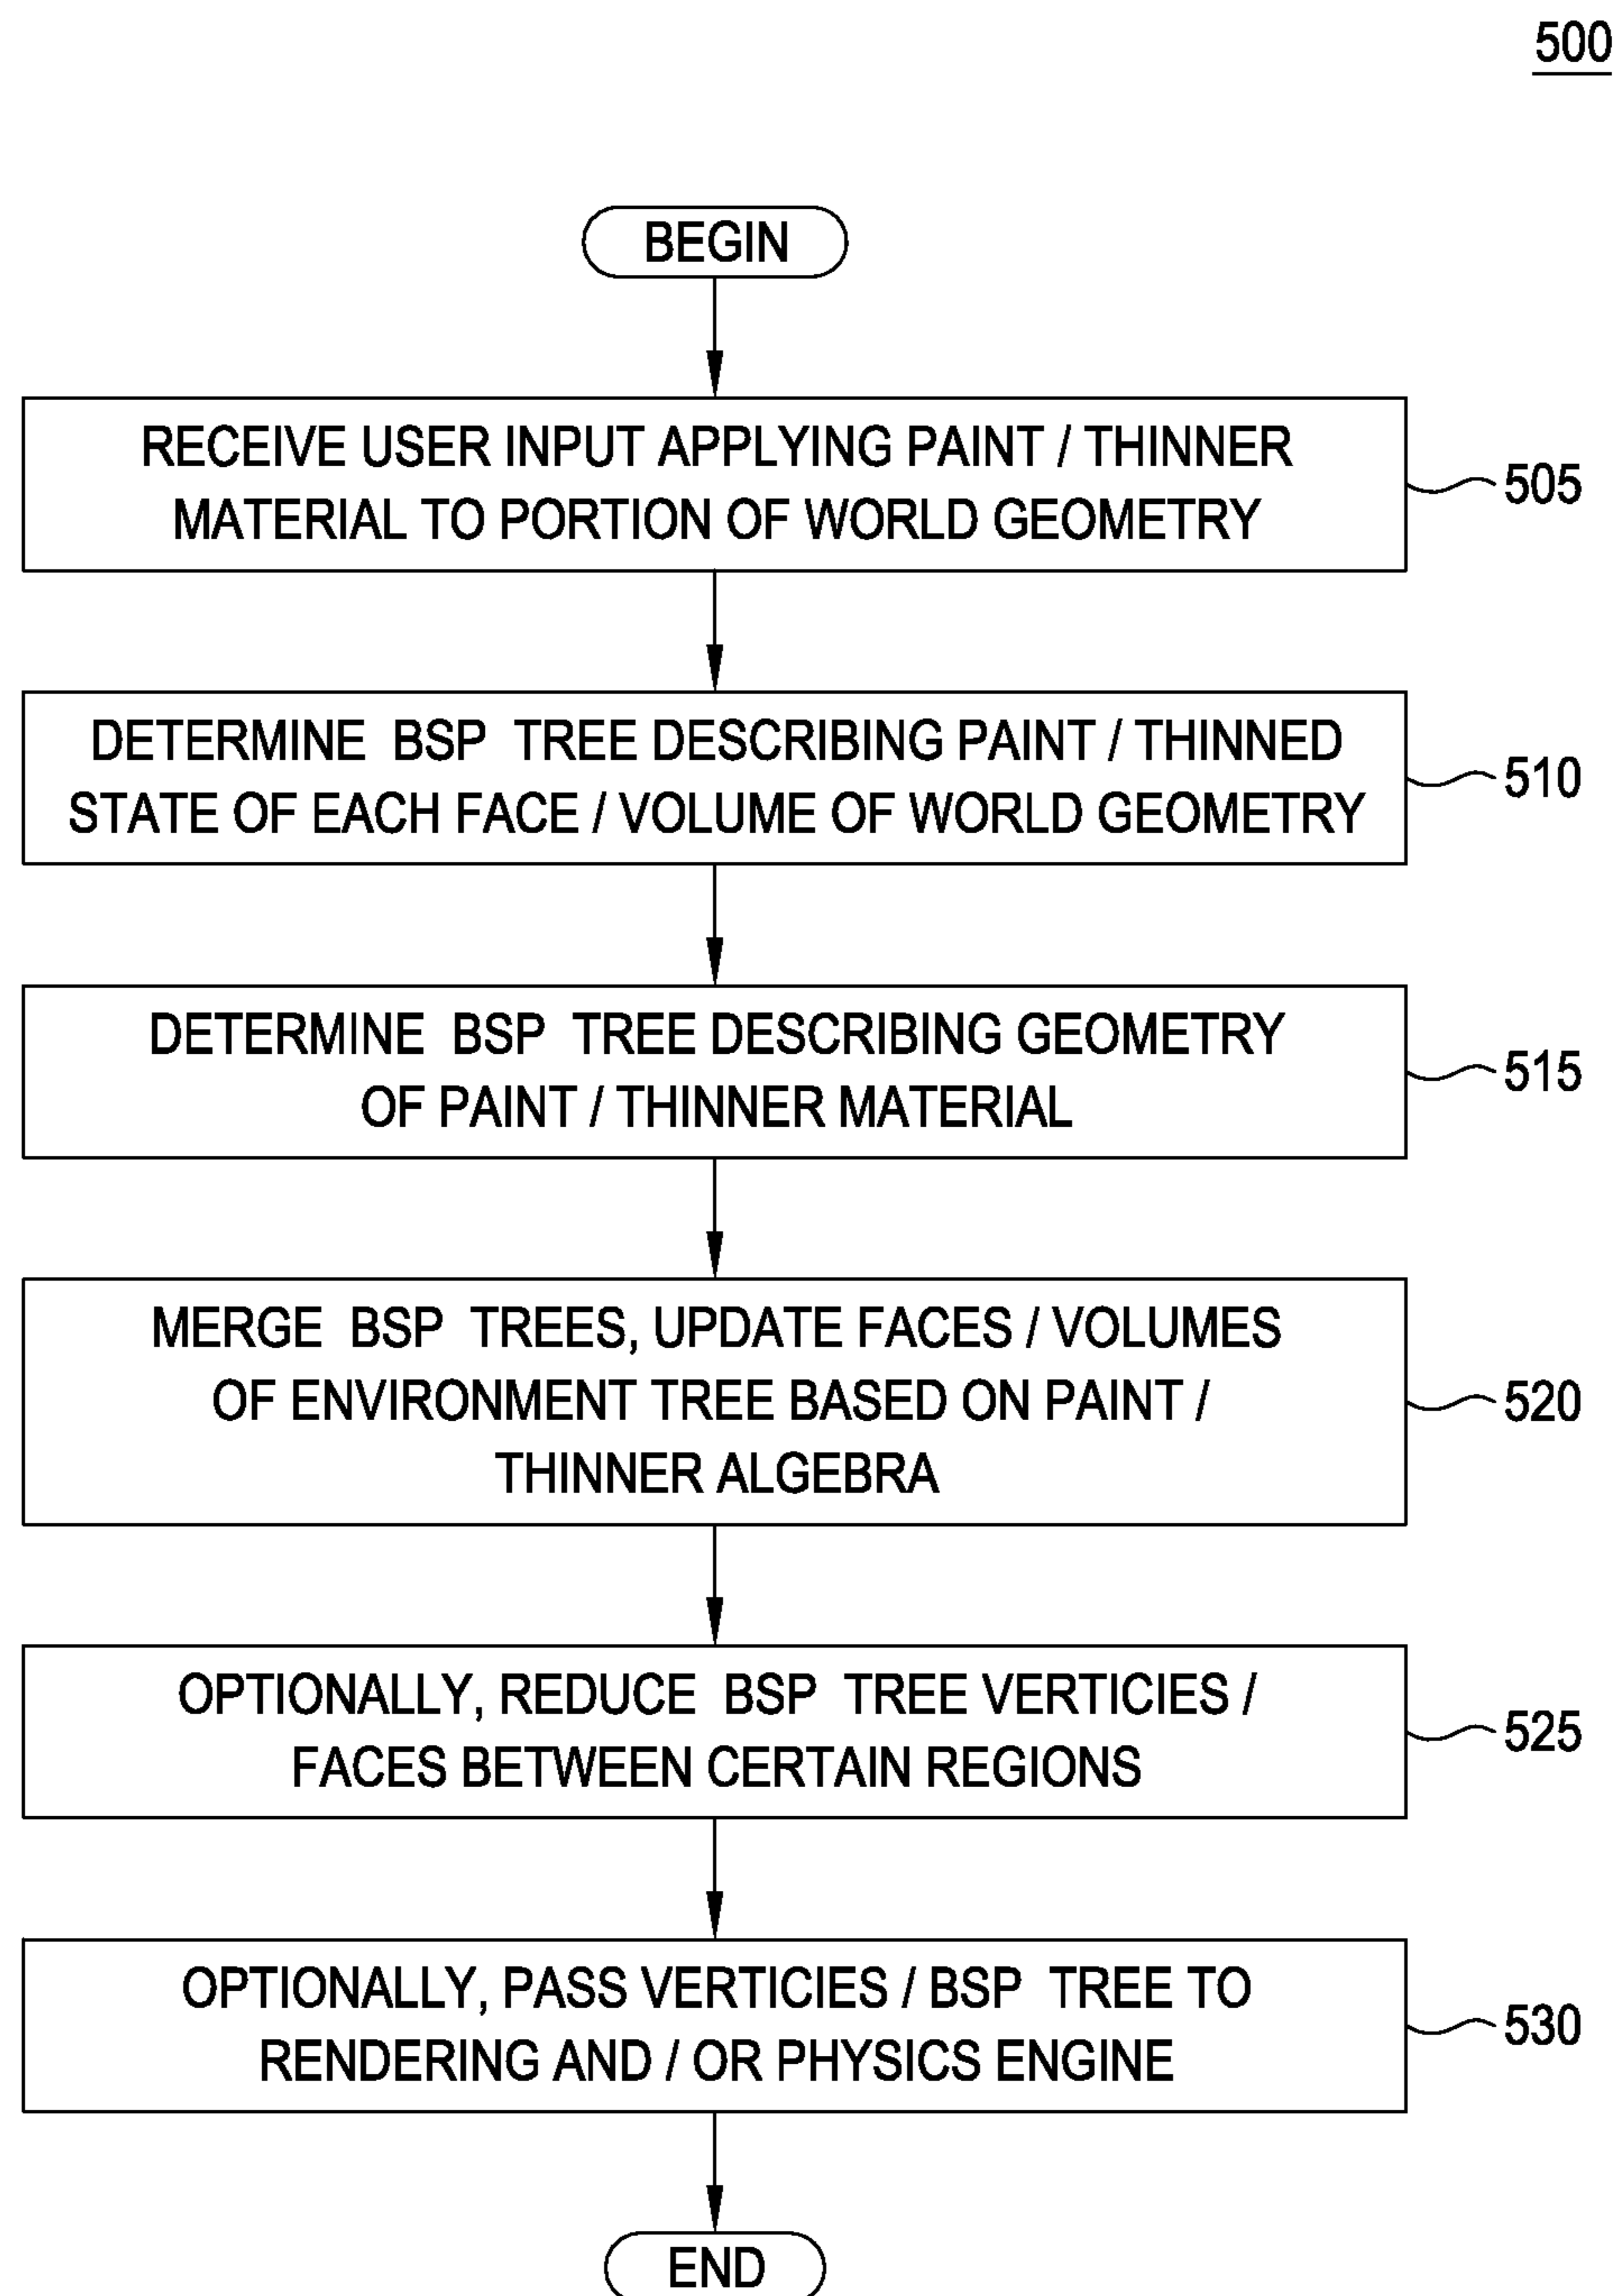 500
BEGIN
RECEIVE USER INPUT APPLYING PAINT / THINNER
MATERIAL TO PORTION OF WORLD GEOMETRY
505
DETERMINE BSP TREE DESCRIBING PAINT / THINNED
STATE OF EACH FACE / VOLUME OF WORLD GEOMETRY
510
DETERMINE BSP TREE DESCRIBING GEOMETRY
OF PAINT / THINNER MATERIAL
515
MERGE BSP TREES, UPDATE FACES / VOLUMES
OF ENVIRONMENT TREE BASED ON PAINT /
THINNER ALGEBRA
520
OPTIONALLY, REDUCE BSP TREE VERTICIES /
FACES BETWEEN CERTAIN REGIONS
525
OPTIONALLY, PASS VERTICIES / BSP TREE TO
RENDERING AND / OR PHYSICS ENGINE
530
END